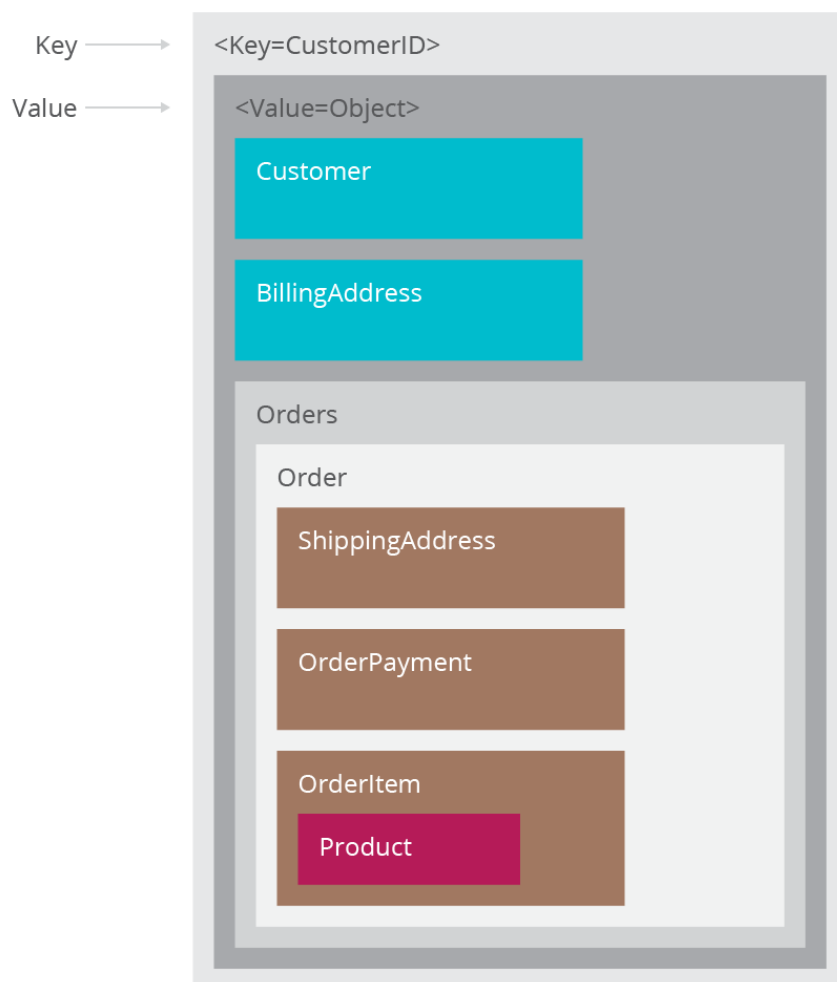 Key
<Key=CustomerID>
Value
<Value=Object>
Customer
BillingAddress
Orders
Order
ShippingAddress
OrderPayment
OrderItem
Product